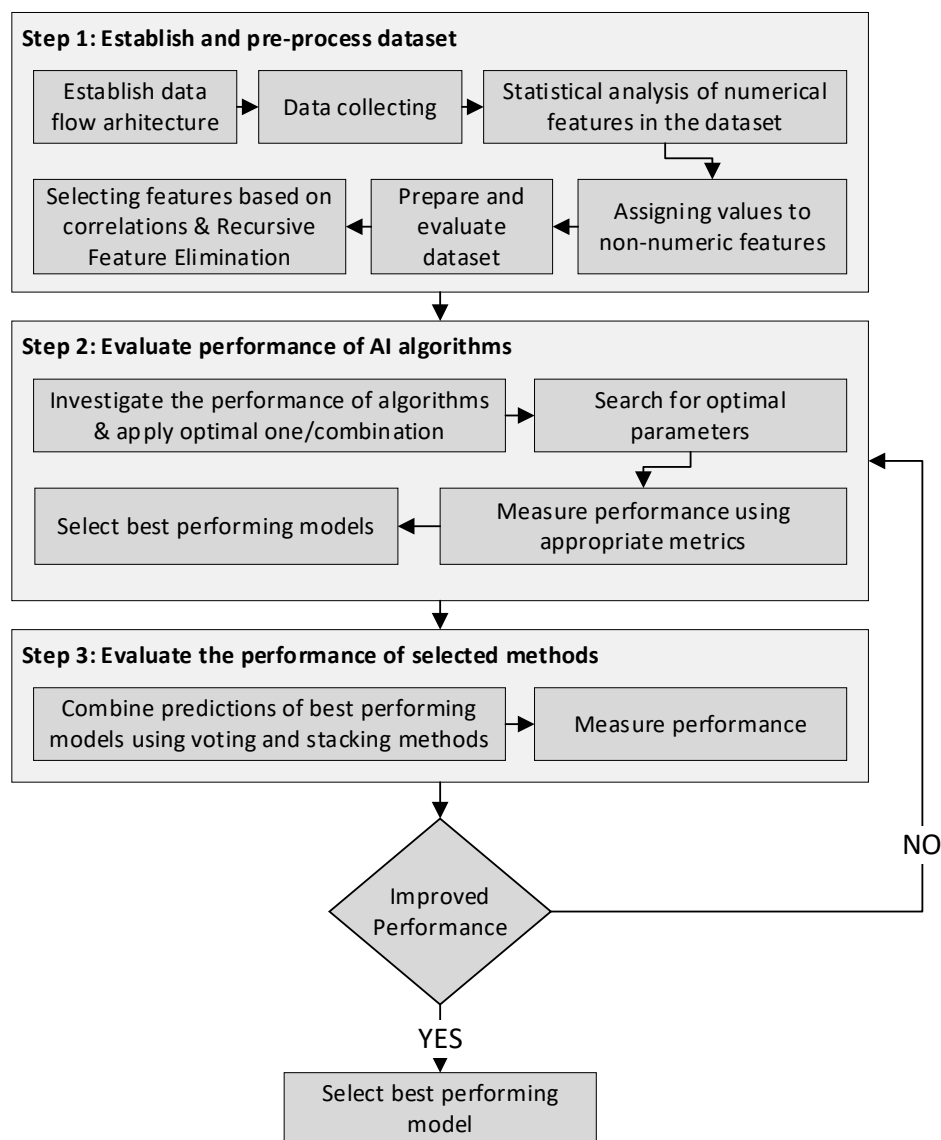 Step 1: Establish and pre-process dataset
Establish data
flow arhitecture
Data collecting
Statistical analysis of numerical
features in the dataset
Assigning values to
non-numeric features
Prepare and
evaluate
dataset
Selecting features based on
correlations & Recursive
Feature Elimination
Step 2: Evaluate performance of AI algorithms
Investigate the performance of algorithms
& apply optimal one/combination
Search for optimal
parameters
Measure performance using
appropriate metrics
Select best performing models
Step 3: Evaluate the performance of selected methods
Combine predictions of best performing
models using voting and stacking methods
Measure performance
Improved
Performance
NO
YES
Select best performing
model